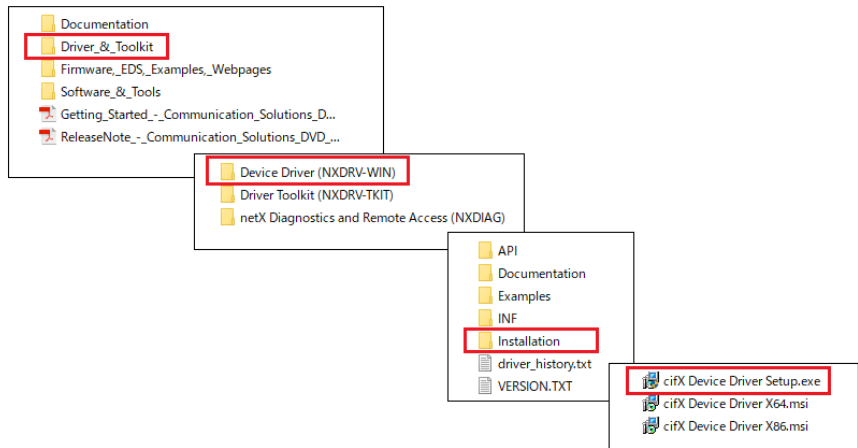 Documentation
Driver_&_Toolkit
Firmware,_EDS,_Examples,_Webpages
Software_&_Tools
Getting_Started_-_Communication_Solutions_D...
ReleaseNote_-_Communication_Solutions_DVD_...
Device Driver (NXDRV-WIN)
Driver Toolkit (NXDRV-TKIT)
netX Diagnostics and Remote Access (NXDIAG)
API
Documentation
Examples
INF
Installation
driver_history.txt
VERSION.TXT
cifX Device Driver Setup.exe
cifX Device Driver X64.msi
cifX Device Driver X86.msi